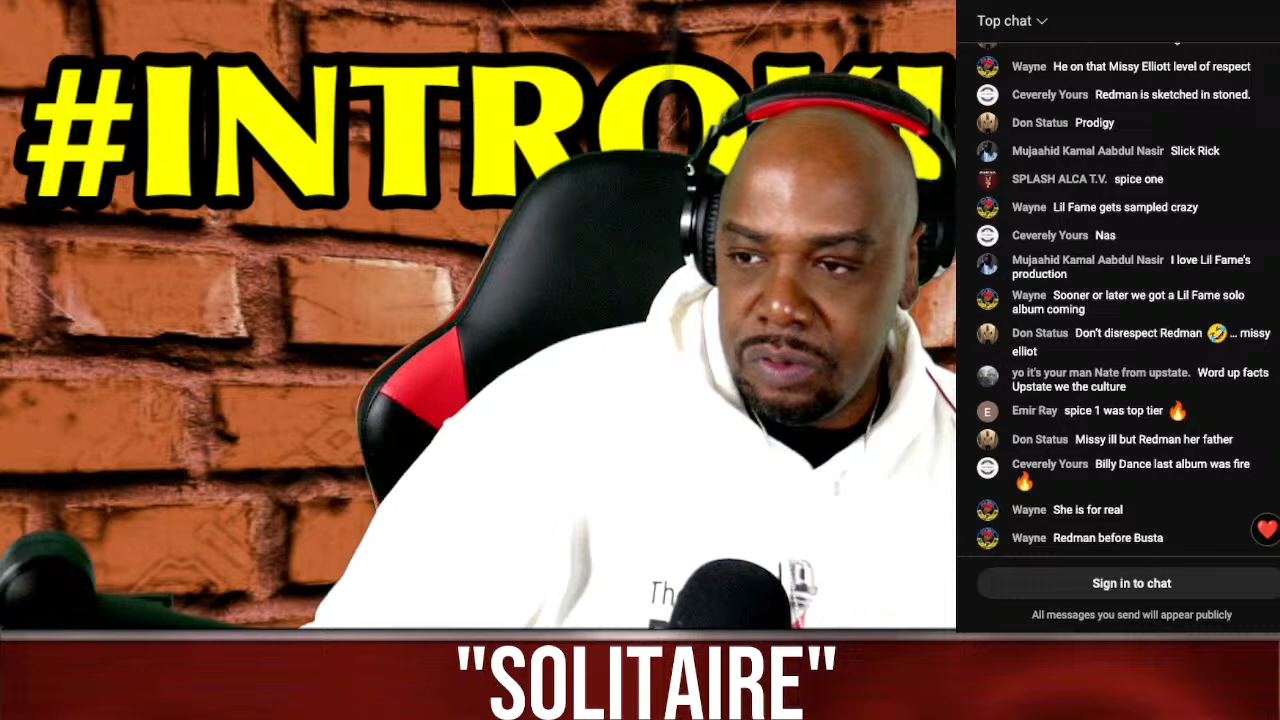 #INTRO
Top chat
Wayne He on that Missy Elliott level of respect
Ceverely Yours Redman is sketched in stoned.
Don Status Prodigy
Mujaahid Kamal Aabdul Nasir Slick Rick
SPLASH ALCA T.V. spice one
Wayne Lil Fame gets sampled crazy
Ceverely Yours Nas
Mujaahid Kamal Aabdul Nasir I love Lil Fame's
production
Wayne Sooner or later we got a Lil Fame solo
album coming
Don Status Don't disrespect Redman 🤣 ... missy
elliot
yo it's your man Nate from upstate. Word up facts
Upstate we the culture
E
Emir Ray spice 1 was top tier 🔥
Don Status Missy ill but Redman her father
Ceverely Yours Billy Dance last album was fire
🔥
Wayne She is for real
Wayne Redman before Busta
Sign in to chat
All messages you send will appear publicly
Th
"SOLITAIRE"